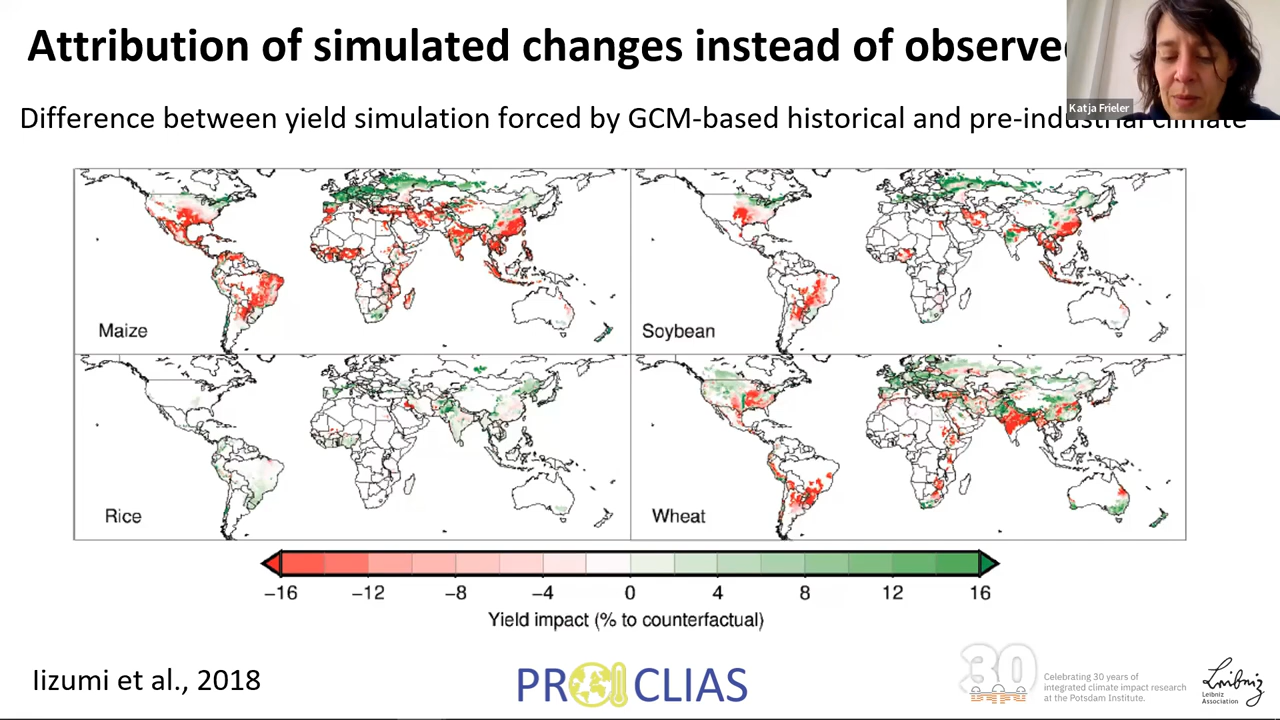 Attribution of simulated changes instead of observe
Katja Frieler
Difference between yield simulation forced by GCM-based historical and pre-industrial climate
Maize
Soybean
Rice
Wheat
−16 −12 −8 −4 0 4 8 12 16
Yield impact (% to counterfactual)
Iizumi et al., 2018
PROCLIAS
30
Celebrating 30 years of
integrated climate impact research
at the Potsdam Institute.
Leibniz
Leibniz
Association